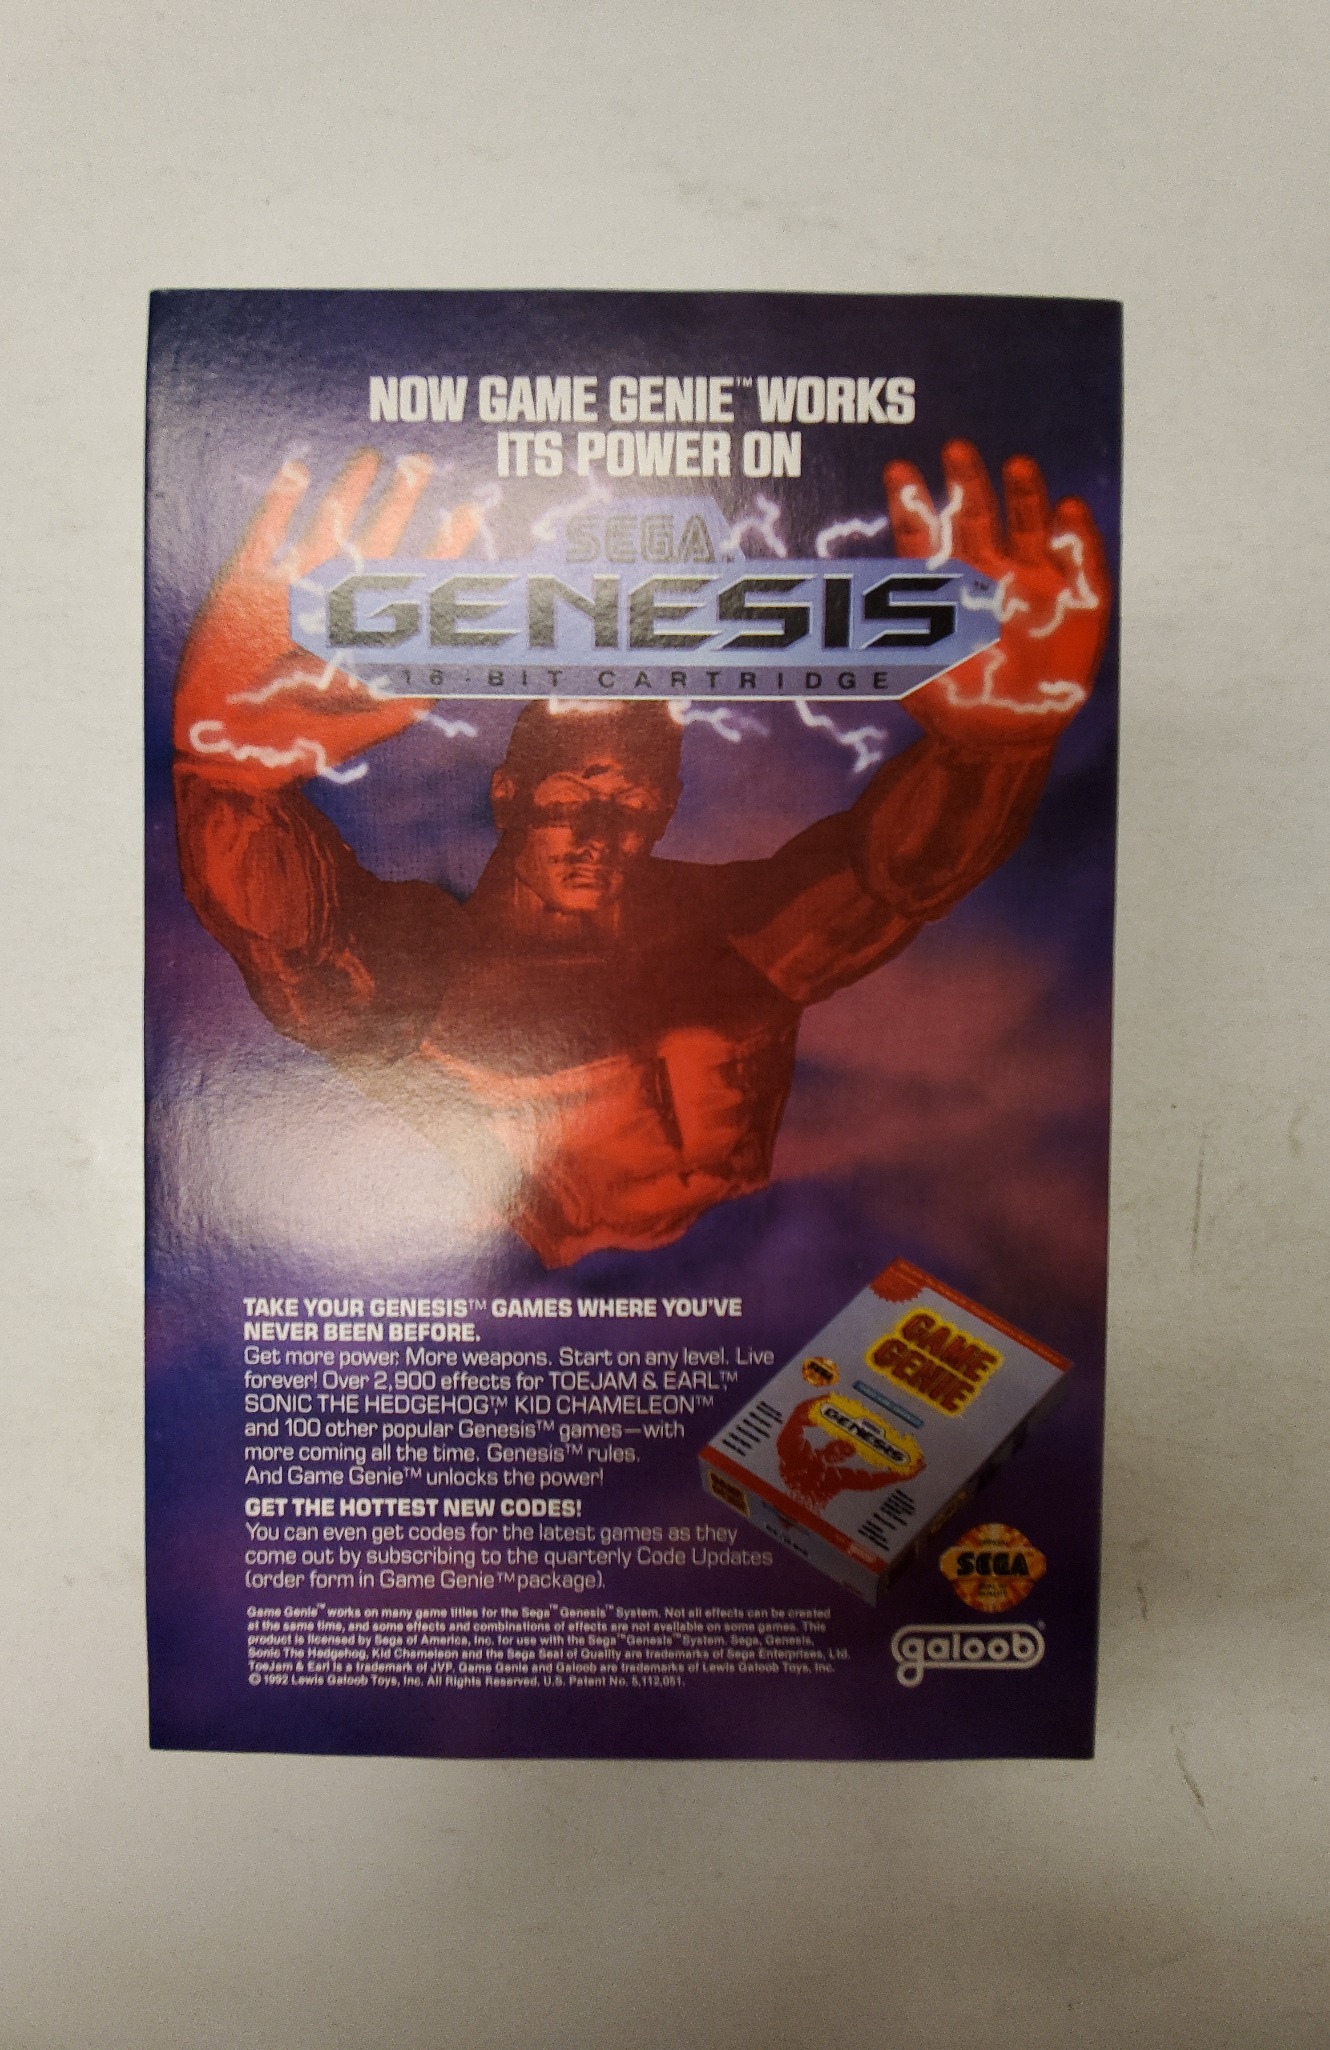 NOW GAME GENIE™ WORKS
ITS POWER ON
SEGA™
GENESIS™
16-BIT CARTRIDGE
TAKE YOUR GENESIS™ GAMES WHERE YOU'VE
NEVER BEEN BEFORE.
Get more power. More weapons. Start on any level. Live
forever! Over 2,900 effects for TOEJAM & EARL,™
SONIC THE HEDGEHOG,™ KID CHAMELEON™
and 100 other popular Genesis™ games—with
more coming all the time. Genesis™ rules.
And Game Genie™ unlocks the power!
GET THE HOTTEST NEW CODES!
You can even get codes for the latest games as they
come out by subscribing to the quarterly Code Updates
(order form in Game Genie™ package).
Game Genie™ works on many game titles for the Sega™ Genesis™ System. Not all effects can be created
at the same time, and some effects and combinations of effects are not available on some games. This
product is licensed by Sega of America, Inc. for use with the Sega™ Genesis™ System. Sega, Genesis,
Sonic The Hedgehog, Kid Chameleon and the Sega Seal of Quality are trademarks of Sega Enterprises, Ltd.
ToeJam & Earl is a trademark of JVP. Game Genie and Galoob are trademarks of Lewis Galoob Toys, Inc.
© 1992 Lewis Galoob Toys, Inc. All Rights Reserved. U.S. Patent No. 5,112,051.
GAME
GENIE
GENESIS
SEGA
galoob®